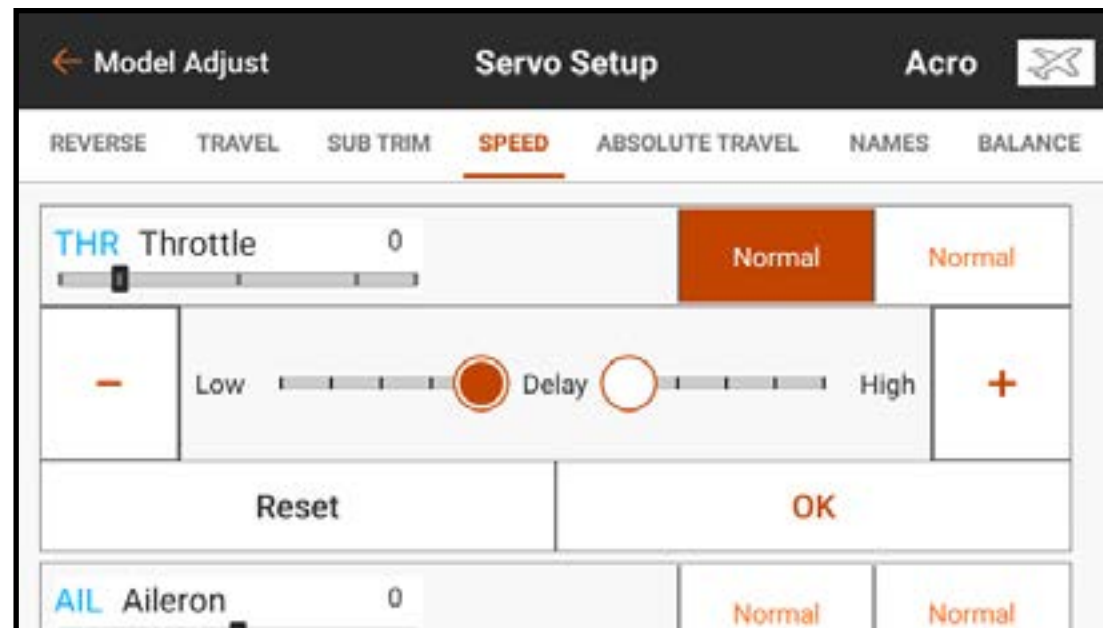 Model Adjust Servo Setup Acro
REVERSE TRAVEL SUB TRIM SPEED ABSOLUTE TRAVEL NAMES BALANCE
THR Throttle 0 Normal Normal
− Low Delay High +
Reset OK
AIL Aileron 0 Normal Normal